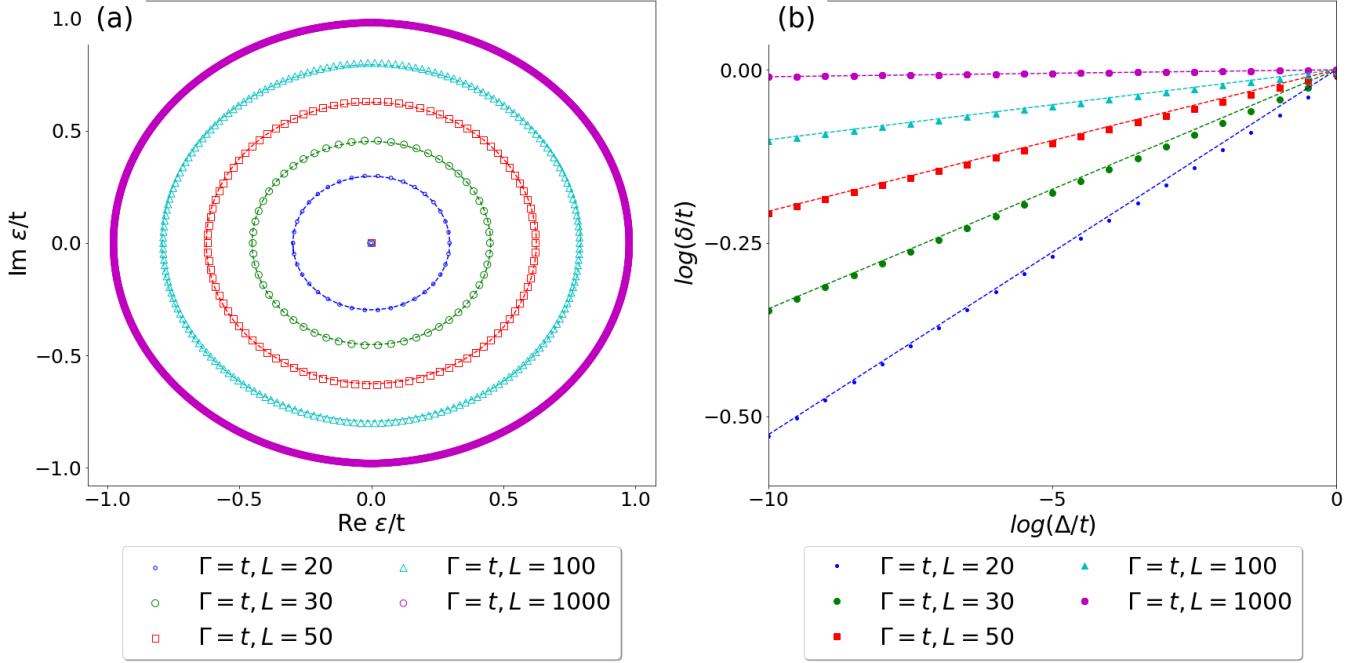 (a)
1.0
0.5
0.0
−0.5
−1.0
Im ε/t
−1.0
−0.5
0.0
0.5
1.0
Re ε/t
Γ = t, L = 20
Γ = t, L = 30
Γ = t, L = 50
Γ = t, L = 100
Γ = t, L = 1000
(b)
0.00
−0.25
−0.50
log(δ/t)
−10
−5
0
log(Δ/t)
Γ = t, L = 20
Γ = t, L = 30
Γ = t, L = 50
Γ = t, L = 100
Γ = t, L = 1000